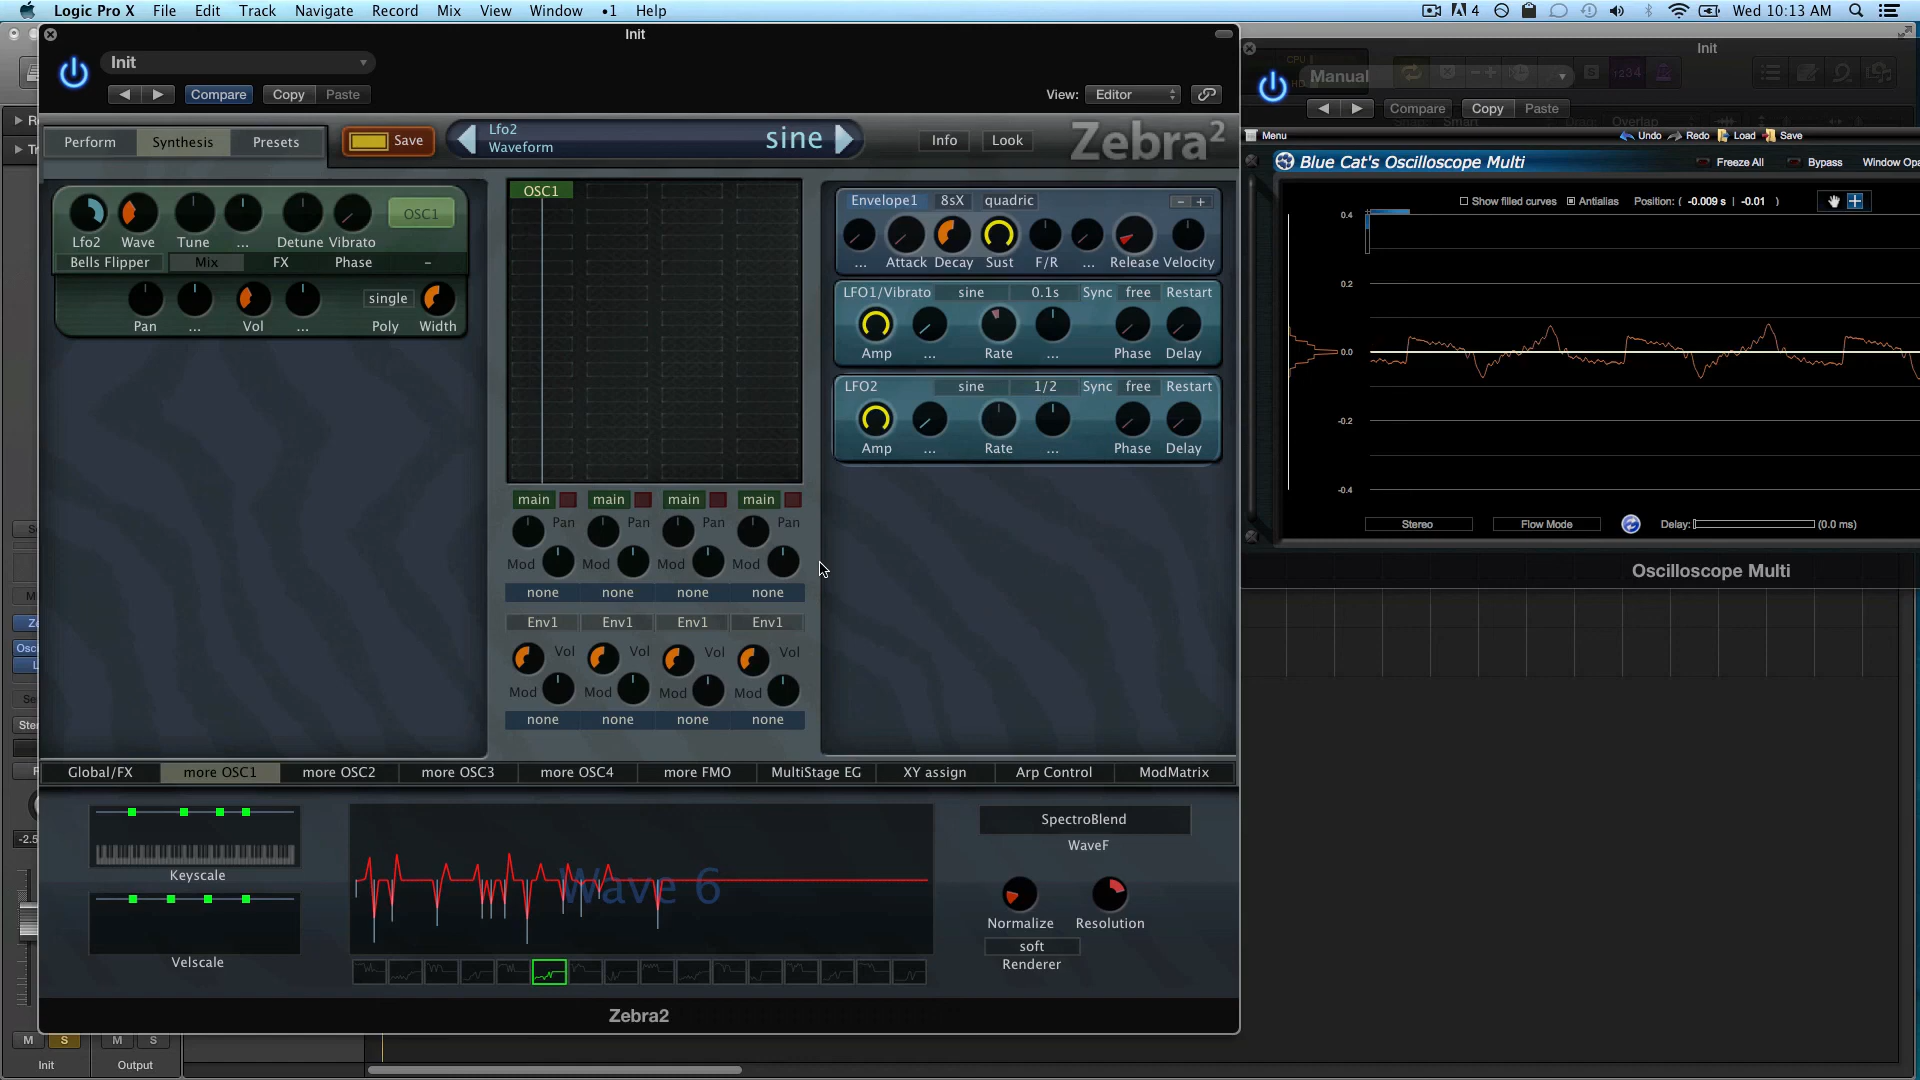 Logic Pro X File Edit Track Navigate Record Mix View Window •1 Help
4 Wed 10:13 AM
Init
Init
Compare Copy Paste
View: Editor
Perform Synthesis Presets
Save
Lfo2
Waveform
sine
Info Look
Zebra2
Lfo2 Wave Tune ... Detune Vibrato
OSC1
Bells Flipper Mix FX Phase –
Pan ... Vol ... single Poly Width
OSC1
main main main main
Pan Pan Pan Pan
Mod Mod Mod Mod
none none none none
Env1 Env1 Env1 Env1
Vol Vol Vol Vol
Mod Mod Mod Mod
none none none none
Envelope1 8sX quadric - +
... Attack Decay Sust F/R ... Release Velocity
LFO1/Vibrato sine 0.1s Sync free Restart
Amp ... Rate ... Phase Delay
LFO2 sine 1/2 Sync free Restart
Amp ... Rate ... Phase Delay
Global/FX more OSC1 more OSC2 more OSC3 more OSC4 more FMO MultiStage EG XY assign Arp Control ModMatrix
Keyscale
Velscale
Wave 6
SpectroBlend
WaveF
Normalize Resolution
soft
Renderer
Zebra2
Init
Manual
CPU
HD
1234
Compare Copy Paste
Overlap
Menu Undo Redo Load Save
Blue Cat's Oscilloscope Multi Freeze All Bypass Window Opa
Show filled curves Antialias Position: ( -0.009 s | -0.01 )
0.4
0.2
0.0
-0.2
-0.4
Stereo Flow Mode Delay: (0.0 ms)
Oscilloscope Multi
-2.5
M S M S
Init Output